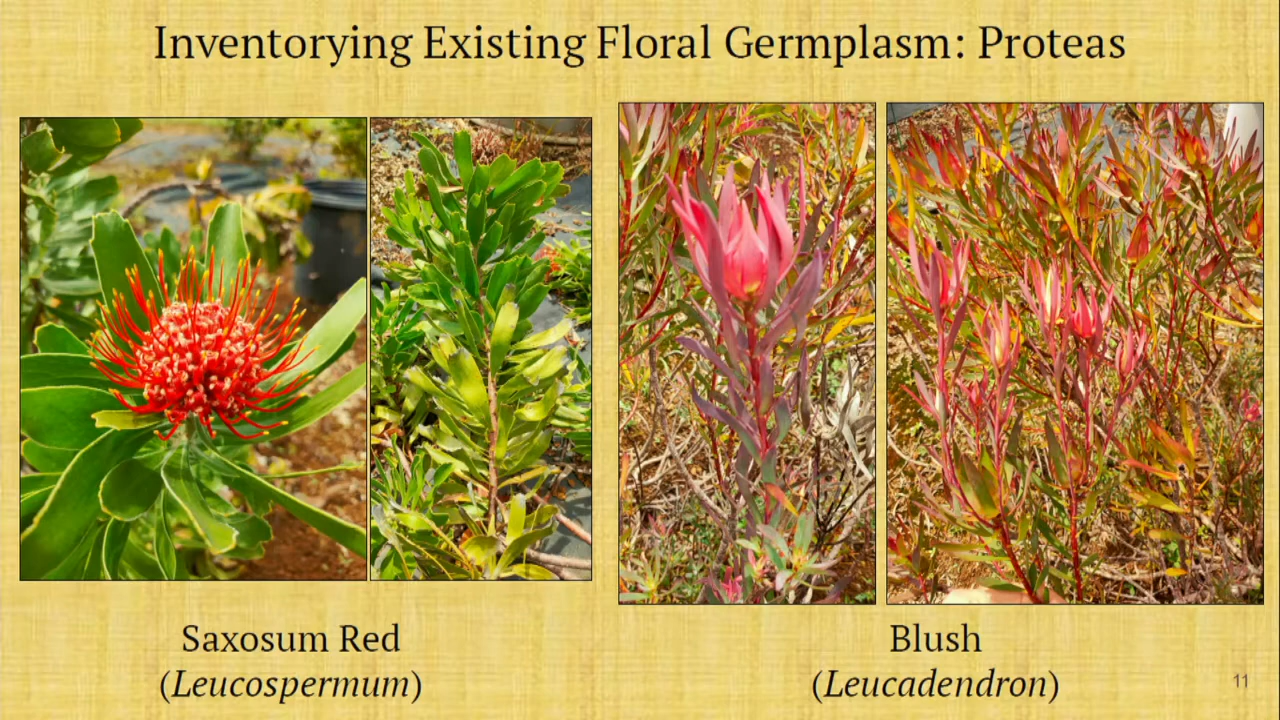 Inventorying Existing Floral Germplasm: Proteas
Saxosum Red
(Leucospermum)
Blush
(Leucadendron)
11